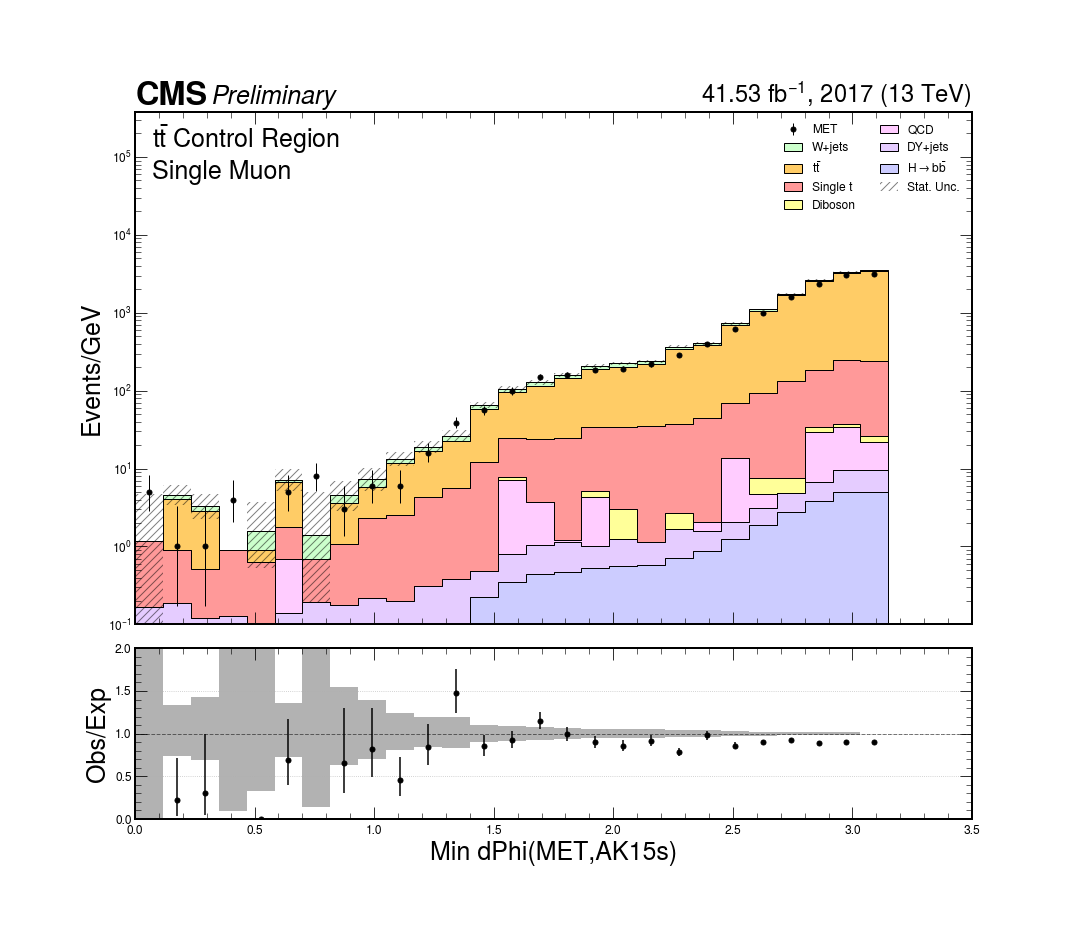 CMS Preliminary
41.53 fb⁻¹, 2017 (13 TeV)
tt̄ Control Region
Single Muon
MET
W+jets
tt̄
Single t
Diboson
QCD
DY+jets
H→bb̄
Stat. Unc.
Events/GeV
10⁵
10⁴
10³
10²
10¹
10⁰
10⁻¹
Obs/Exp
2.0
1.5
1.0
0.5
0.0
0.0 0.5 1.0 1.5 2.0 2.5 3.0 3.5
Min dPhi(MET,AK15s)